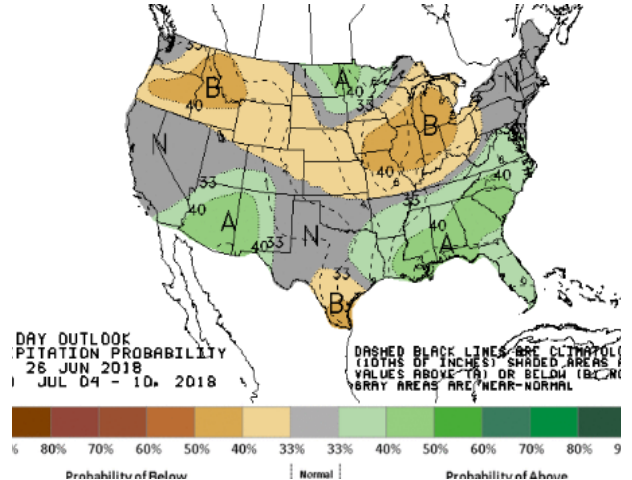 33
N
A
40
33
B
40
B
N
40
33
40
A
40
33
N
33
40
40
A
33
B
DAY OUTLOOK
PITATION PROBABILITY
26 JUN 2018
JUL 04 - 10, 2018
DASHED BLACK LINES ARE CLIMATOLO
(10THS OF INCHES) SHADED AREAS A
VALUES ABOVE (A) OR BELOW (B) NO
GRAY AREAS ARE NEAR-NORMAL
% 80% 70% 60% 50% 40% 33% 33% 40% 50% 60% 70% 80% 9
Probability of Below Normal Probability of Above